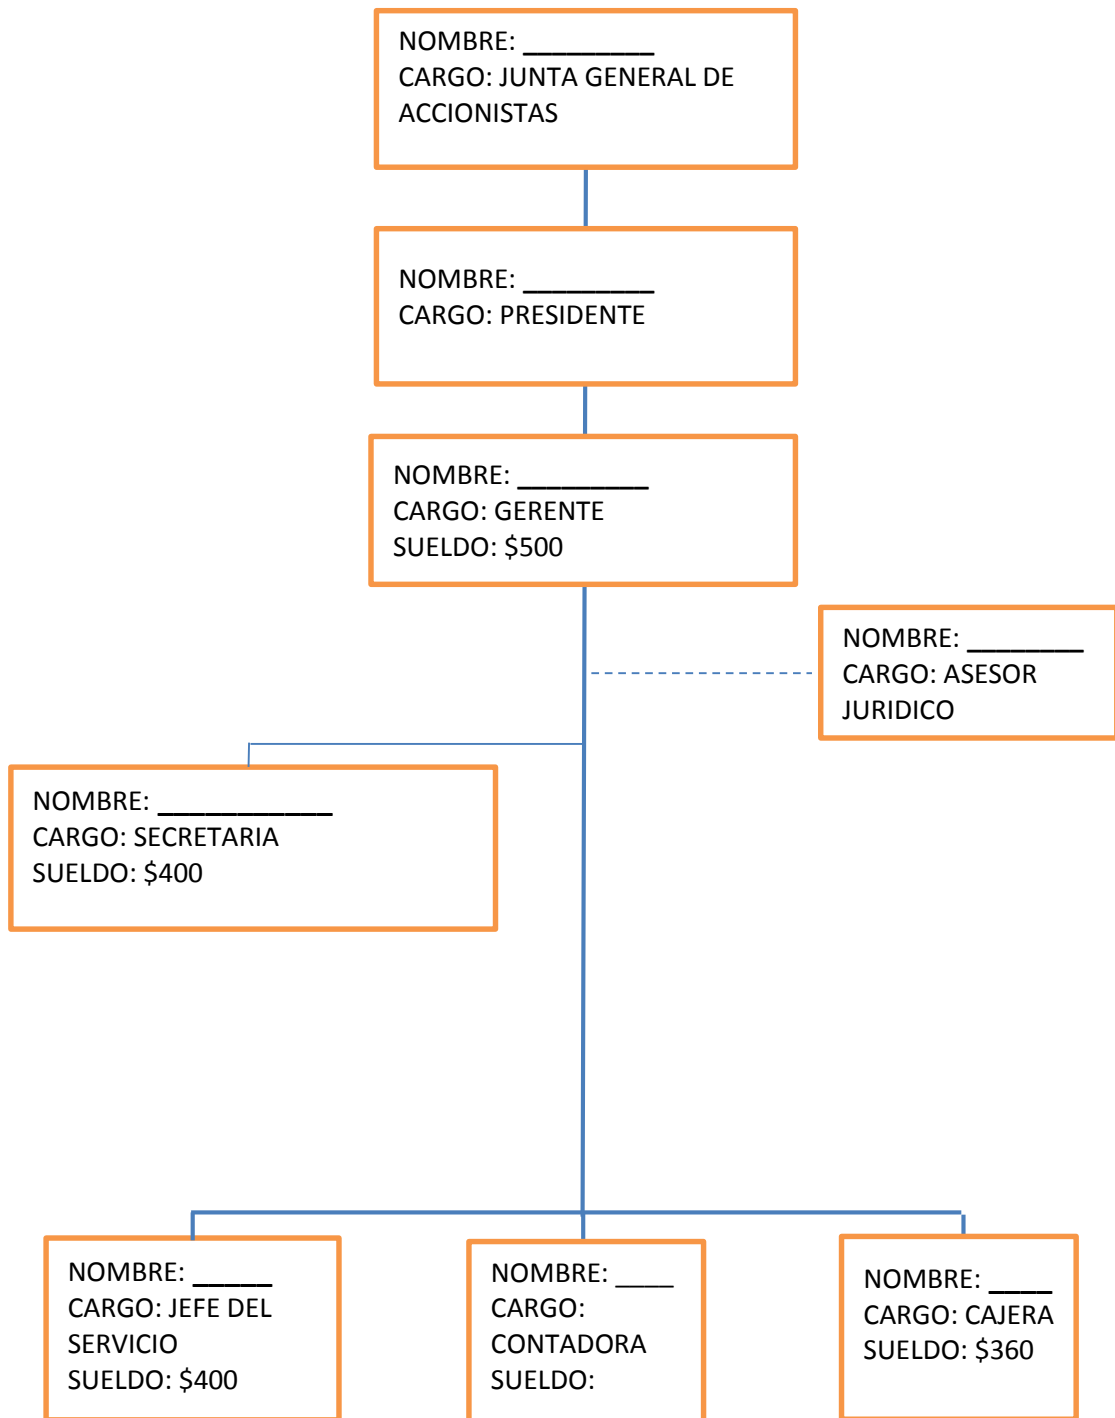 NOMBRE: _________
CARGO: JUNTA GENERAL DE
ACCIONISTAS
NOMBRE: _________
CARGO: PRESIDENTE
NOMBRE: _________
CARGO: GERENTE
SUELDO: $500
NOMBRE: ________
CARGO: ASESOR
JURIDICO
NOMBRE: ____________
CARGO: SECRETARIA
SUELDO: $400
NOMBRE: _____
CARGO: JEFE DEL
SERVICIO
SUELDO: $400
NOMBRE: ____
CARGO:
CONTADORA
SUELDO:
NOMBRE: ____
CARGO: CAJERA
SUELDO: $360